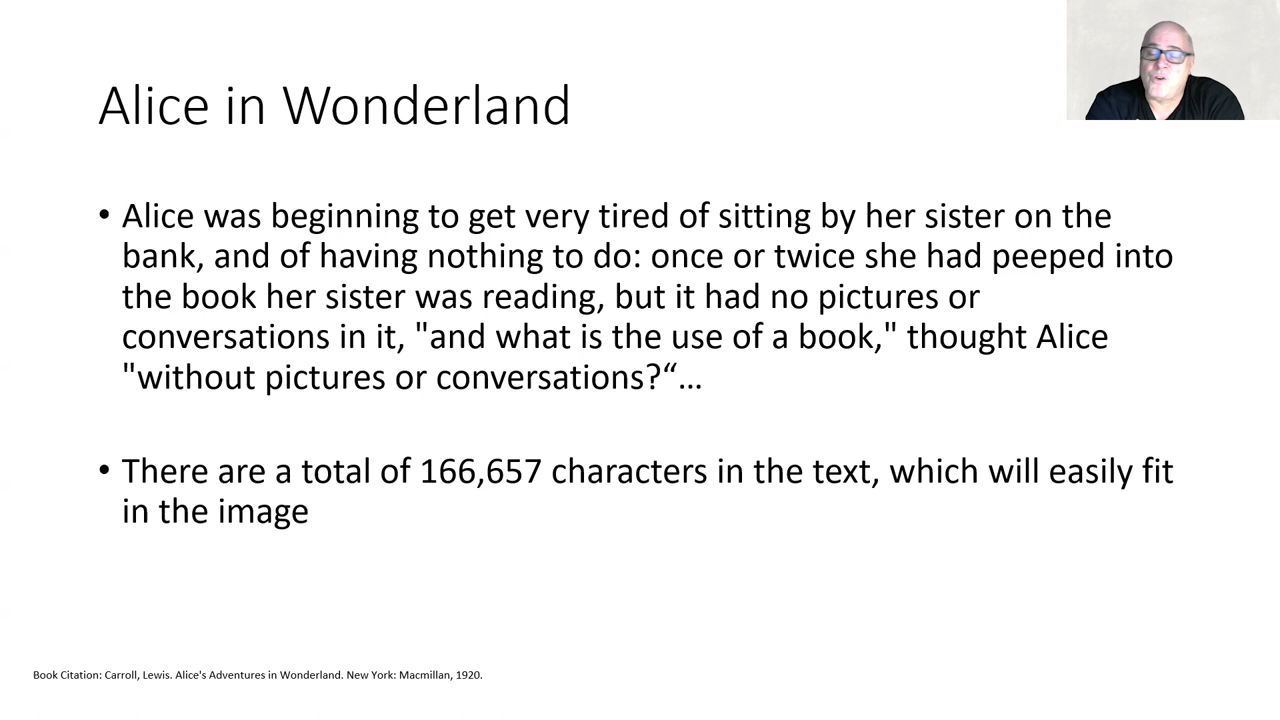 Alice in Wonderland
• Alice was beginning to get very tired of sitting by her sister on the
bank, and of having nothing to do: once or twice she had peeped into
the book her sister was reading, but it had no pictures or
conversations in it, "and what is the use of a book," thought Alice
"without pictures or conversations?“…
• There are a total of 166,657 characters in the text, which will easily fit
in the image
Book Citation: Carroll, Lewis. Alice's Adventures in Wonderland. New York: Macmillan, 1920.